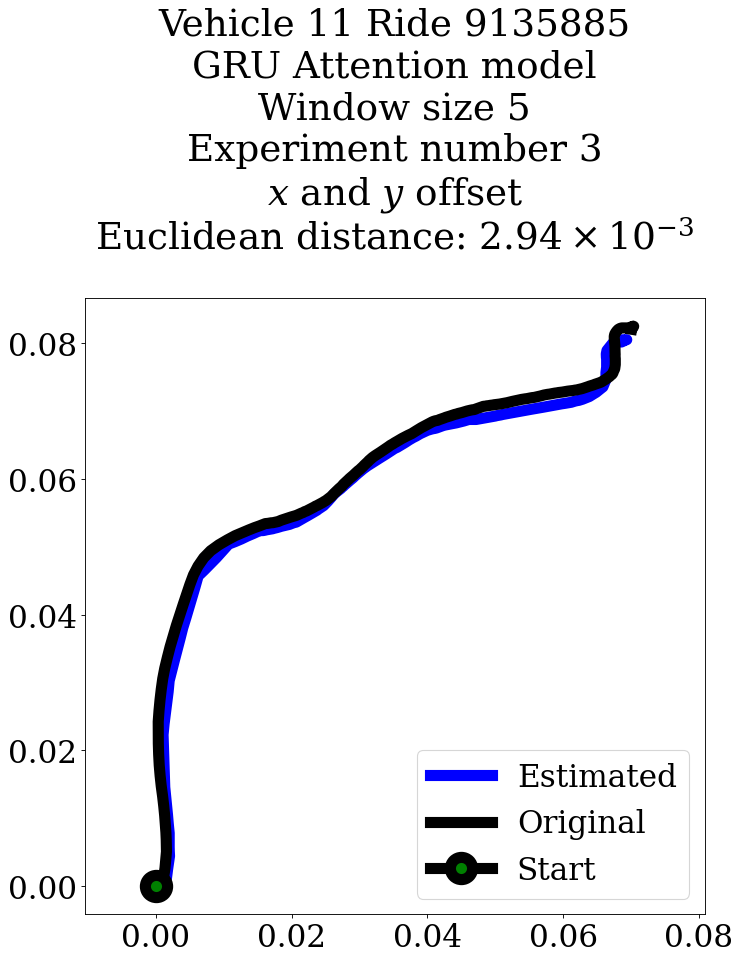 Vehicle 11 Ride 9135885
GRU Attention model
Window size 5
Experiment number 3
x and y offset
Euclidean distance: 2.94 × 10⁻³
0.08
0.06
0.04
0.02
0.00
Estimated
Original
Start
0.00 0.02 0.04 0.06 0.08